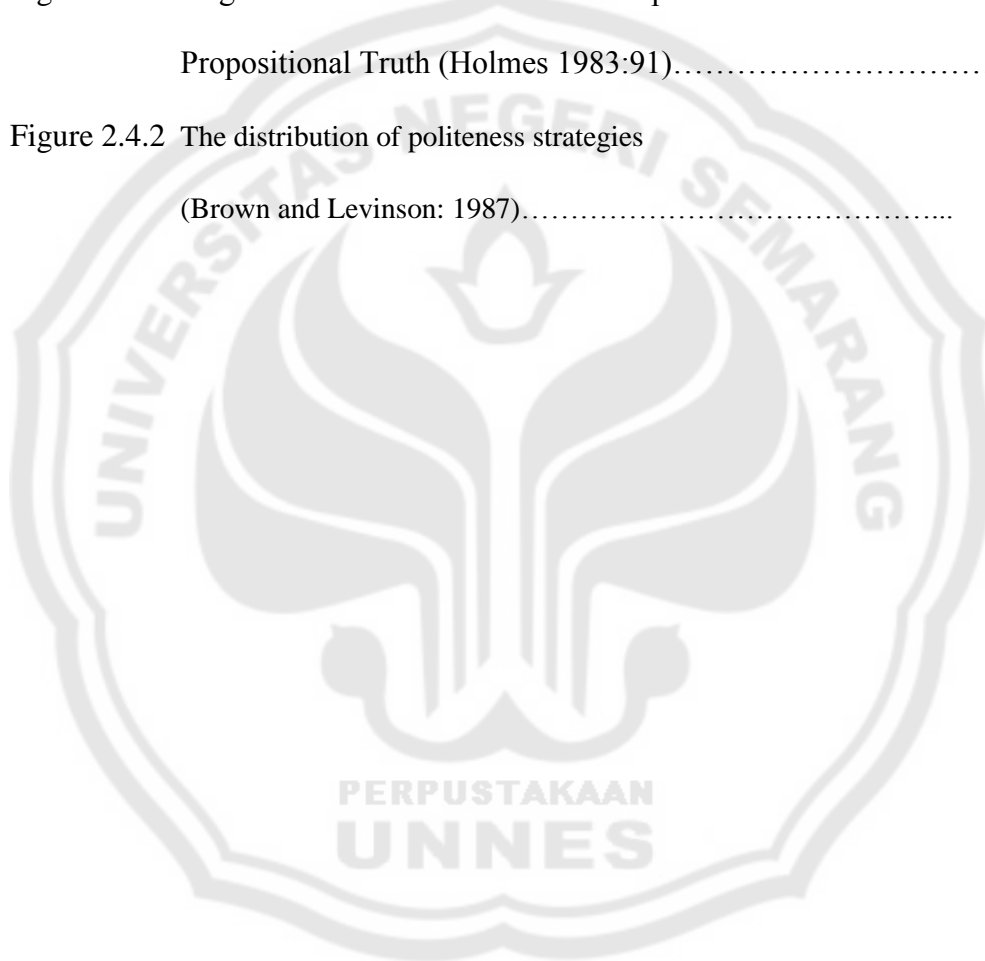 Propositional Truth (Holmes 1983:91)…………………………
Figure 2.4.2 The distribution of politeness strategies
(Brown and Levinson: 1987)…………………………………...
UNIVERSITAS NEGERI SEMARANG
PERPUSTAKAAN
UNNES